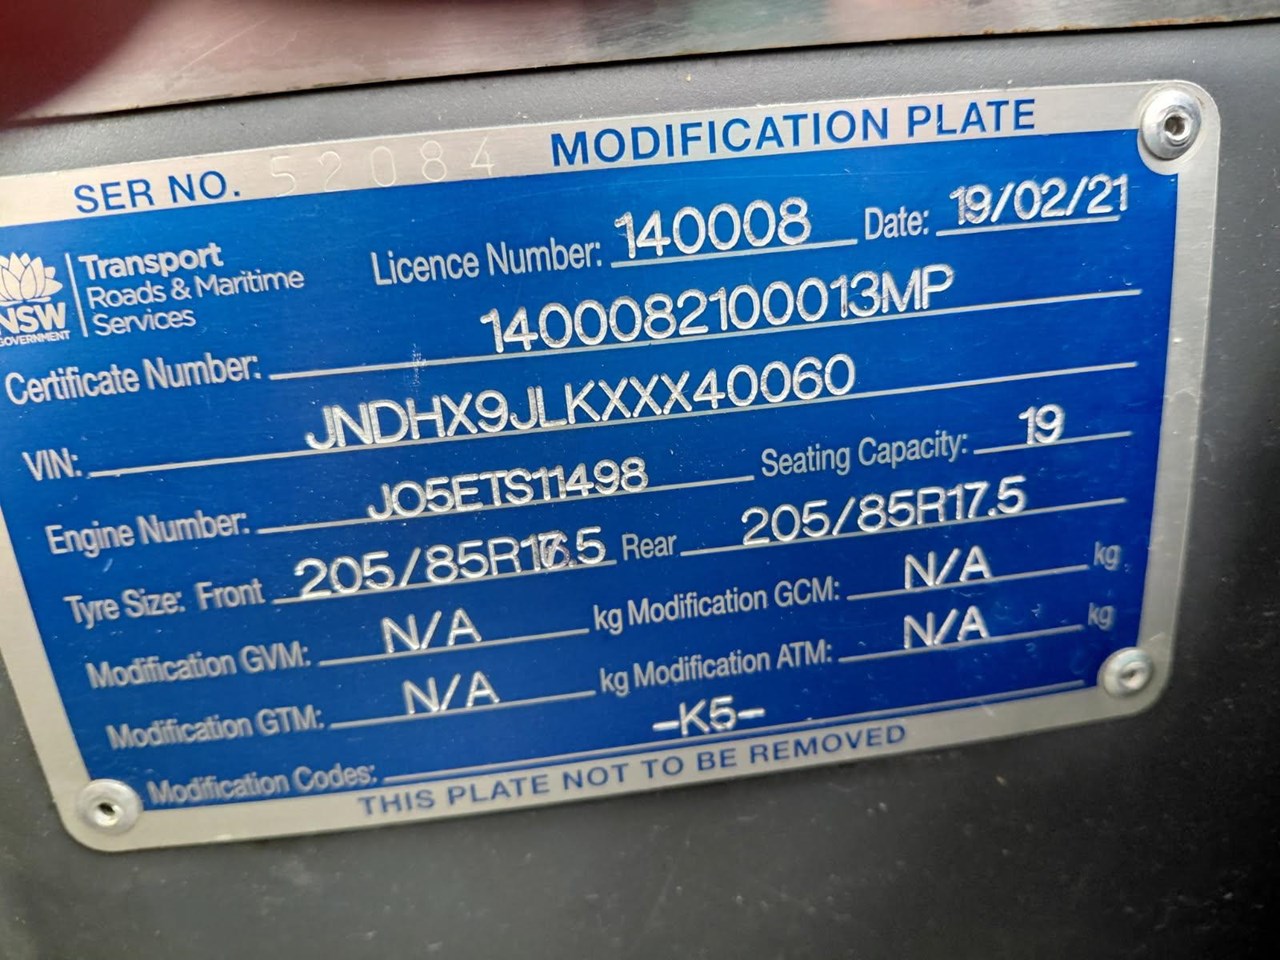 SER NO. 52084 MODIFICATION PLATE
NSW GOVERNMENT
Transport
Roads & Maritime
Services
Licence Number: 140008 Date: 19/02/21
Certificate Number: 1400082100013MP
VIN: JNDHX9JLKXXX40060
Engine Number: JO5ETS11498 Seating Capacity: 19
Tyre Size: Front 205/85R17.5 Rear 205/85R17.5
Modification GVM: N/A kg Modification GCM: N/A kg
Modification GTM: N/A kg Modification ATM: N/A kg
Modification Codes: -K5-
THIS PLATE NOT TO BE REMOVED